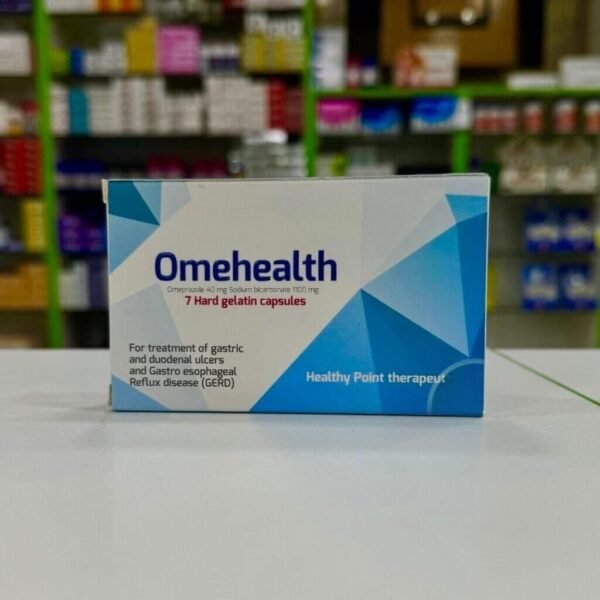 Omehealth
Omeprazole 40 mg Sodium bicarbonate 1100 mg
7 Hard gelatin capsules
For treatment of gastric
and duodenal ulcers
and Gastro esophageal
Reflux disease (GERD)
Healthy Point therapeut